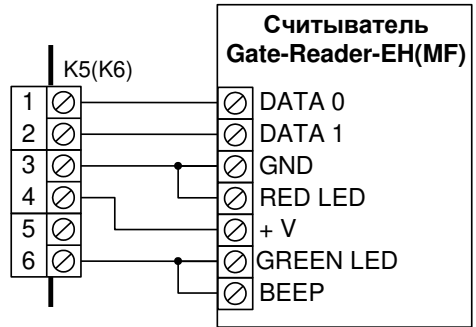 Считыватель
Gate-Reader-EH(MF)
K5(K6)
1 DATA 0
2 DATA 1
3 GND
4 RED LED
5 + V
6 GREEN LED
BEEP